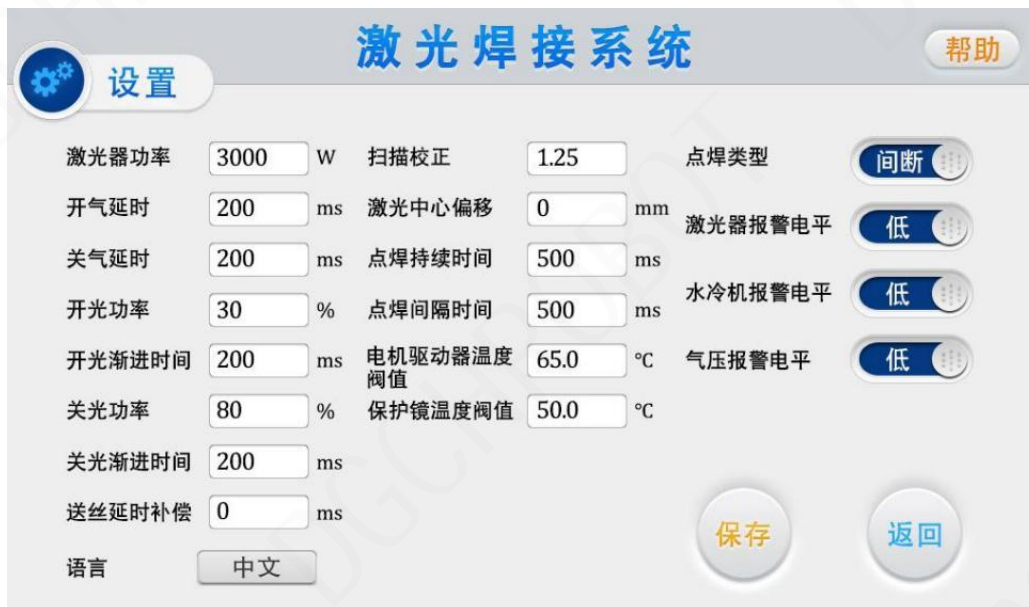 激光焊接系统
帮助
设置
激光器功率 3000 W 扫描校正 1.25 点焊类型 间断
开气延时 200 ms 激光中心偏移 0 mm
激光器报警电平 低
关气延时 200 ms 点焊持续时间 500 ms
水冷机报警电平 低
开光功率 30 % 点焊间隔时间 500 ms
开光渐进时间 200 ms 电机驱动器温度 65.0 ℃ 气压报警电平 低
阀值
关光功率 80 % 保护镜温度阀值 50.0 ℃
关光渐进时间 200 ms
送丝延时补偿 0 ms
保存
返回
语言 中文
DGCHDUBOT